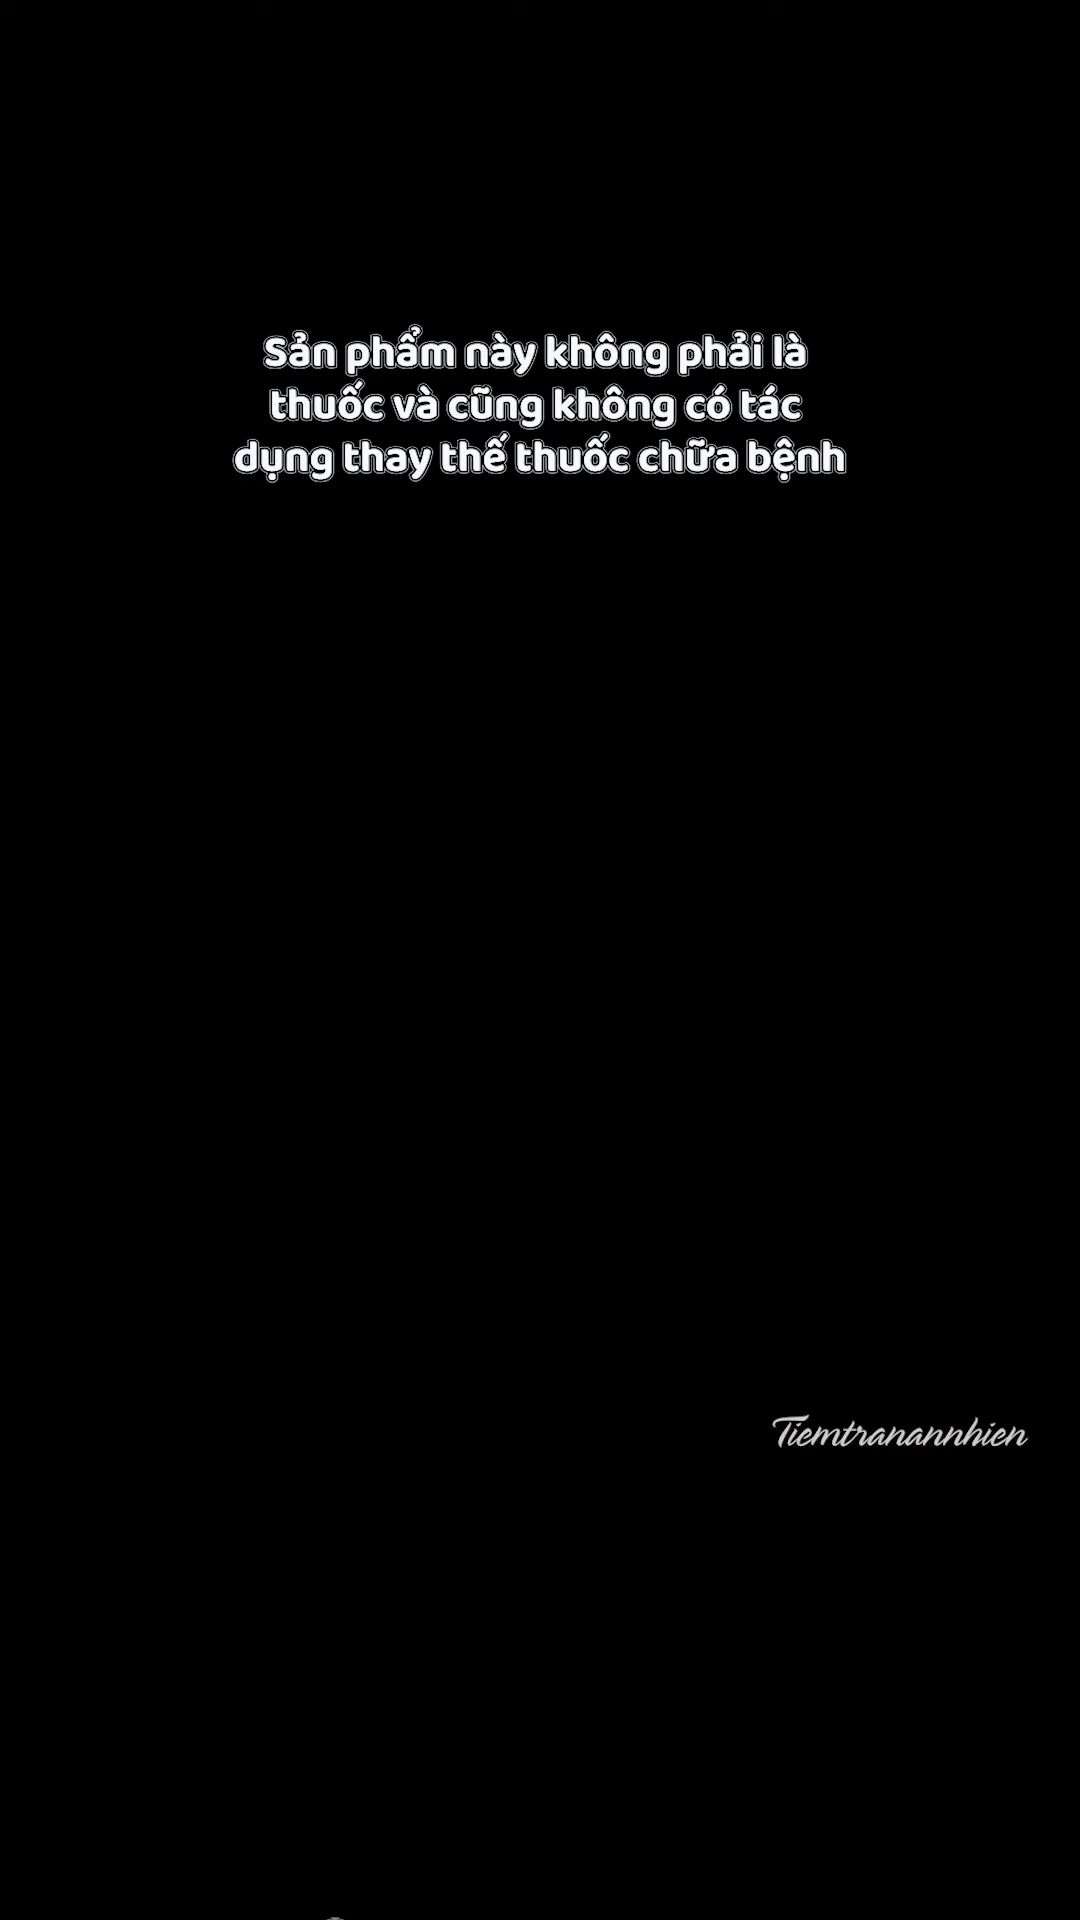 Sản phẩm này không phải là
thuốc và cũng không có tác
dụng thay thế thuốc chữa bệnh
Tiemtranannhien